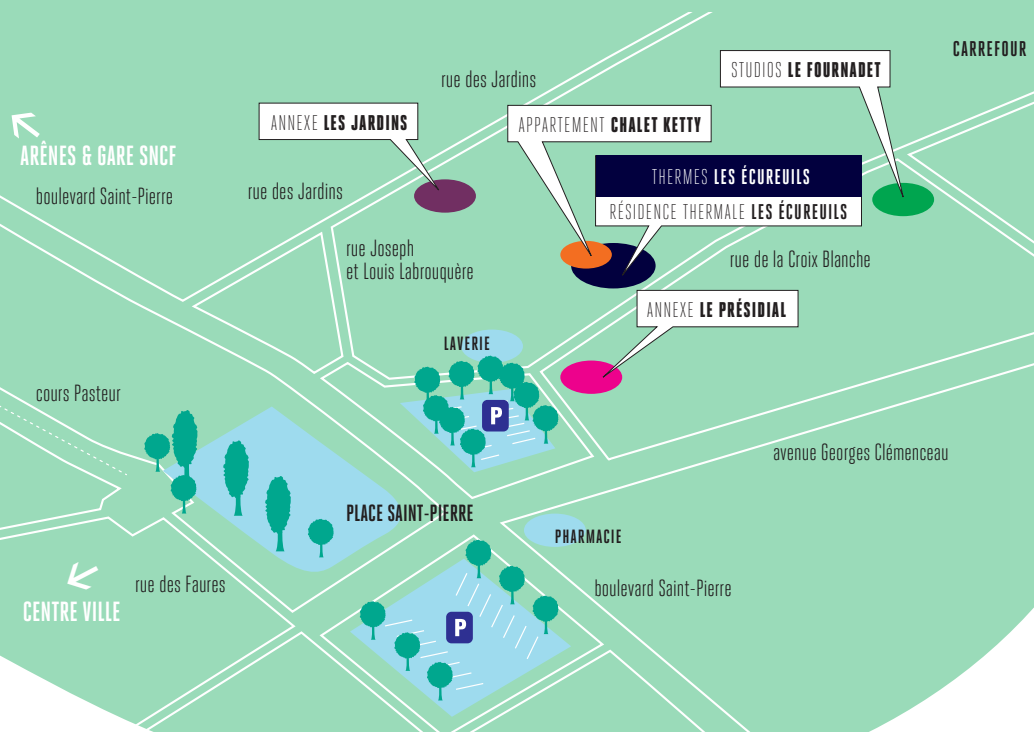 CARREFOUR
STUDIOS LE FOURNADET
rue des Jardins
ANNEXE LES JARDINS
APPARTEMENT CHALET KETTY
ARÊNES & GARE SNCF
THERMES LES ÉCUREUILS
boulevard Saint-Pierre
rue des Jardins
RÉSIDENCE THERMALE LES ÉCUREUILS
rue Joseph
et Louis Labrouquère
rue de la Croix Blanche
ANNEXE LE PRÉSIDIAL
LAVERIE
cours Pasteur
P
avenue Georges Clémenceau
PLACE SAINT-PIERRE
PHARMACIE
rue des Faures
boulevard Saint-Pierre
CENTRE VILLE
P